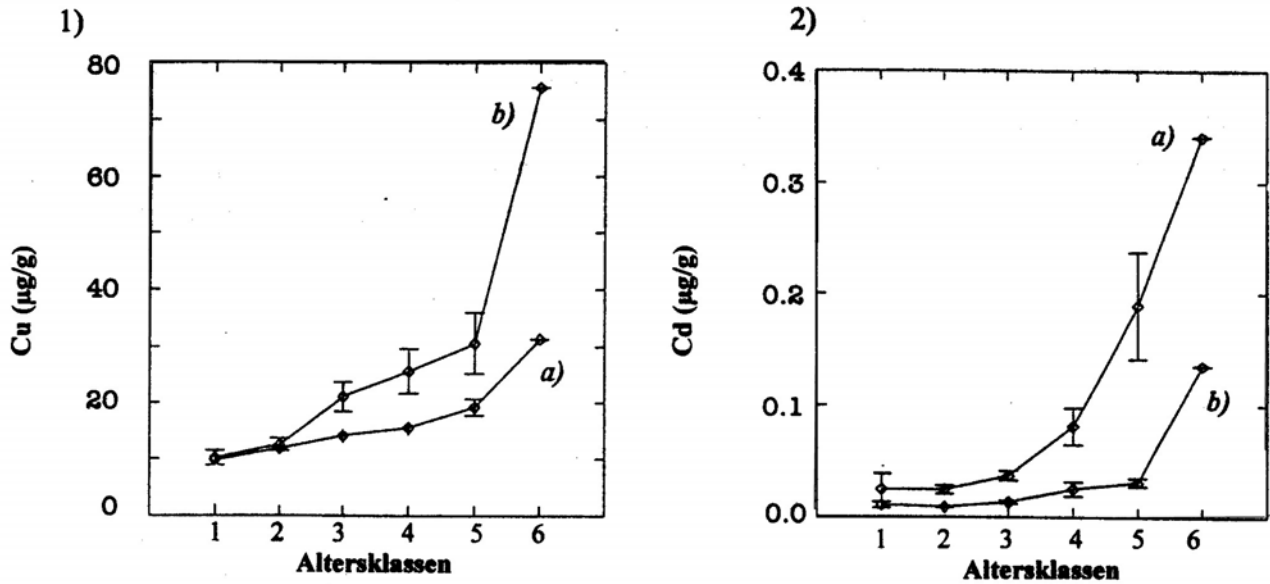 1)
80
60
40
20
0
Cu (µg/g)
b)
a)
1 2 3 4 5 6
Altersklassen
2)
0.4
0.3
0.2
0.1
0.0
Cd (µg/g)
a)
b)
1 2 3 4 5 6
Altersklassen